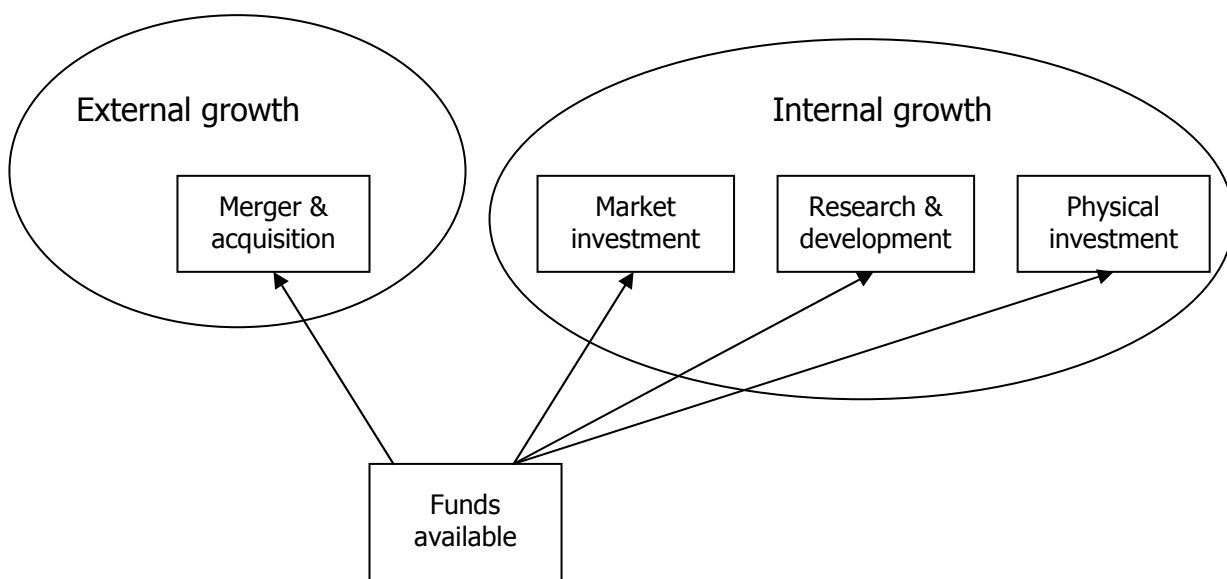 External growth
Internal growth
Merger &
acquisition
Market
investment
Research &
development
Physical
investment
Funds
available